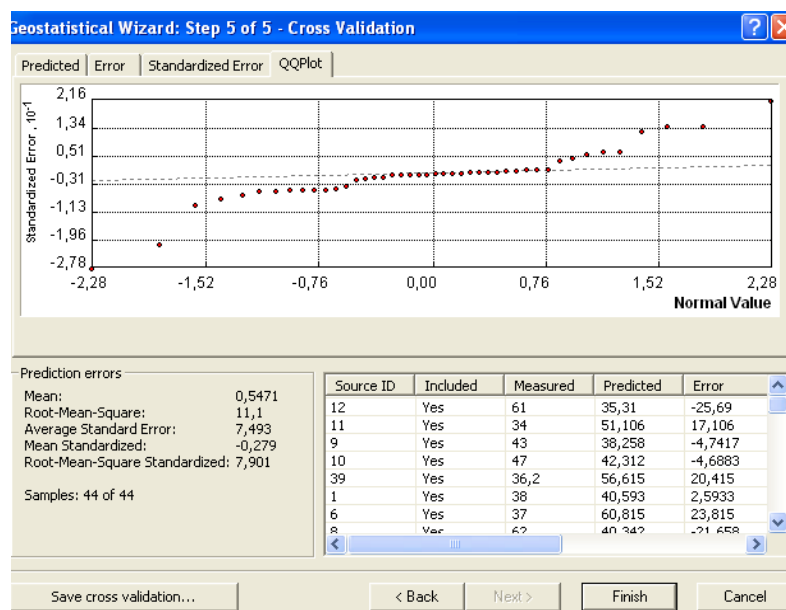 Geostatistical Wizard: Step 5 of 5 - Cross Validation
Predicted Error Standardized Error QQPlot
Standardized Error , 10⁻¹
2,16
1,34
0,51
-0,31
-1,13
-1,96
-2,78
-2,28 -1,52 -0,76 0,00 0,76 1,52 2,28
Normal Value
Prediction errors
Mean: 0,5471
Root-Mean-Square: 11,1
Average Standard Error: 7,493
Mean Standardized: -0,279
Root-Mean-Square Standardized: 7,901
Samples: 44 of 44
Source ID Included Measured Predicted Error
12 Yes 61 35,31 -25,69
11 Yes 34 51,106 17,106
9 Yes 43 38,258 -4,7417
10 Yes 47 42,312 -4,6883
39 Yes 36,2 56,615 20,415
1 Yes 38 40,593 2,5933
6 Yes 37 60,815 23,815
8 Yes 62 40,342 -21,658
Save cross validation... < Back Next > Finish Cancel